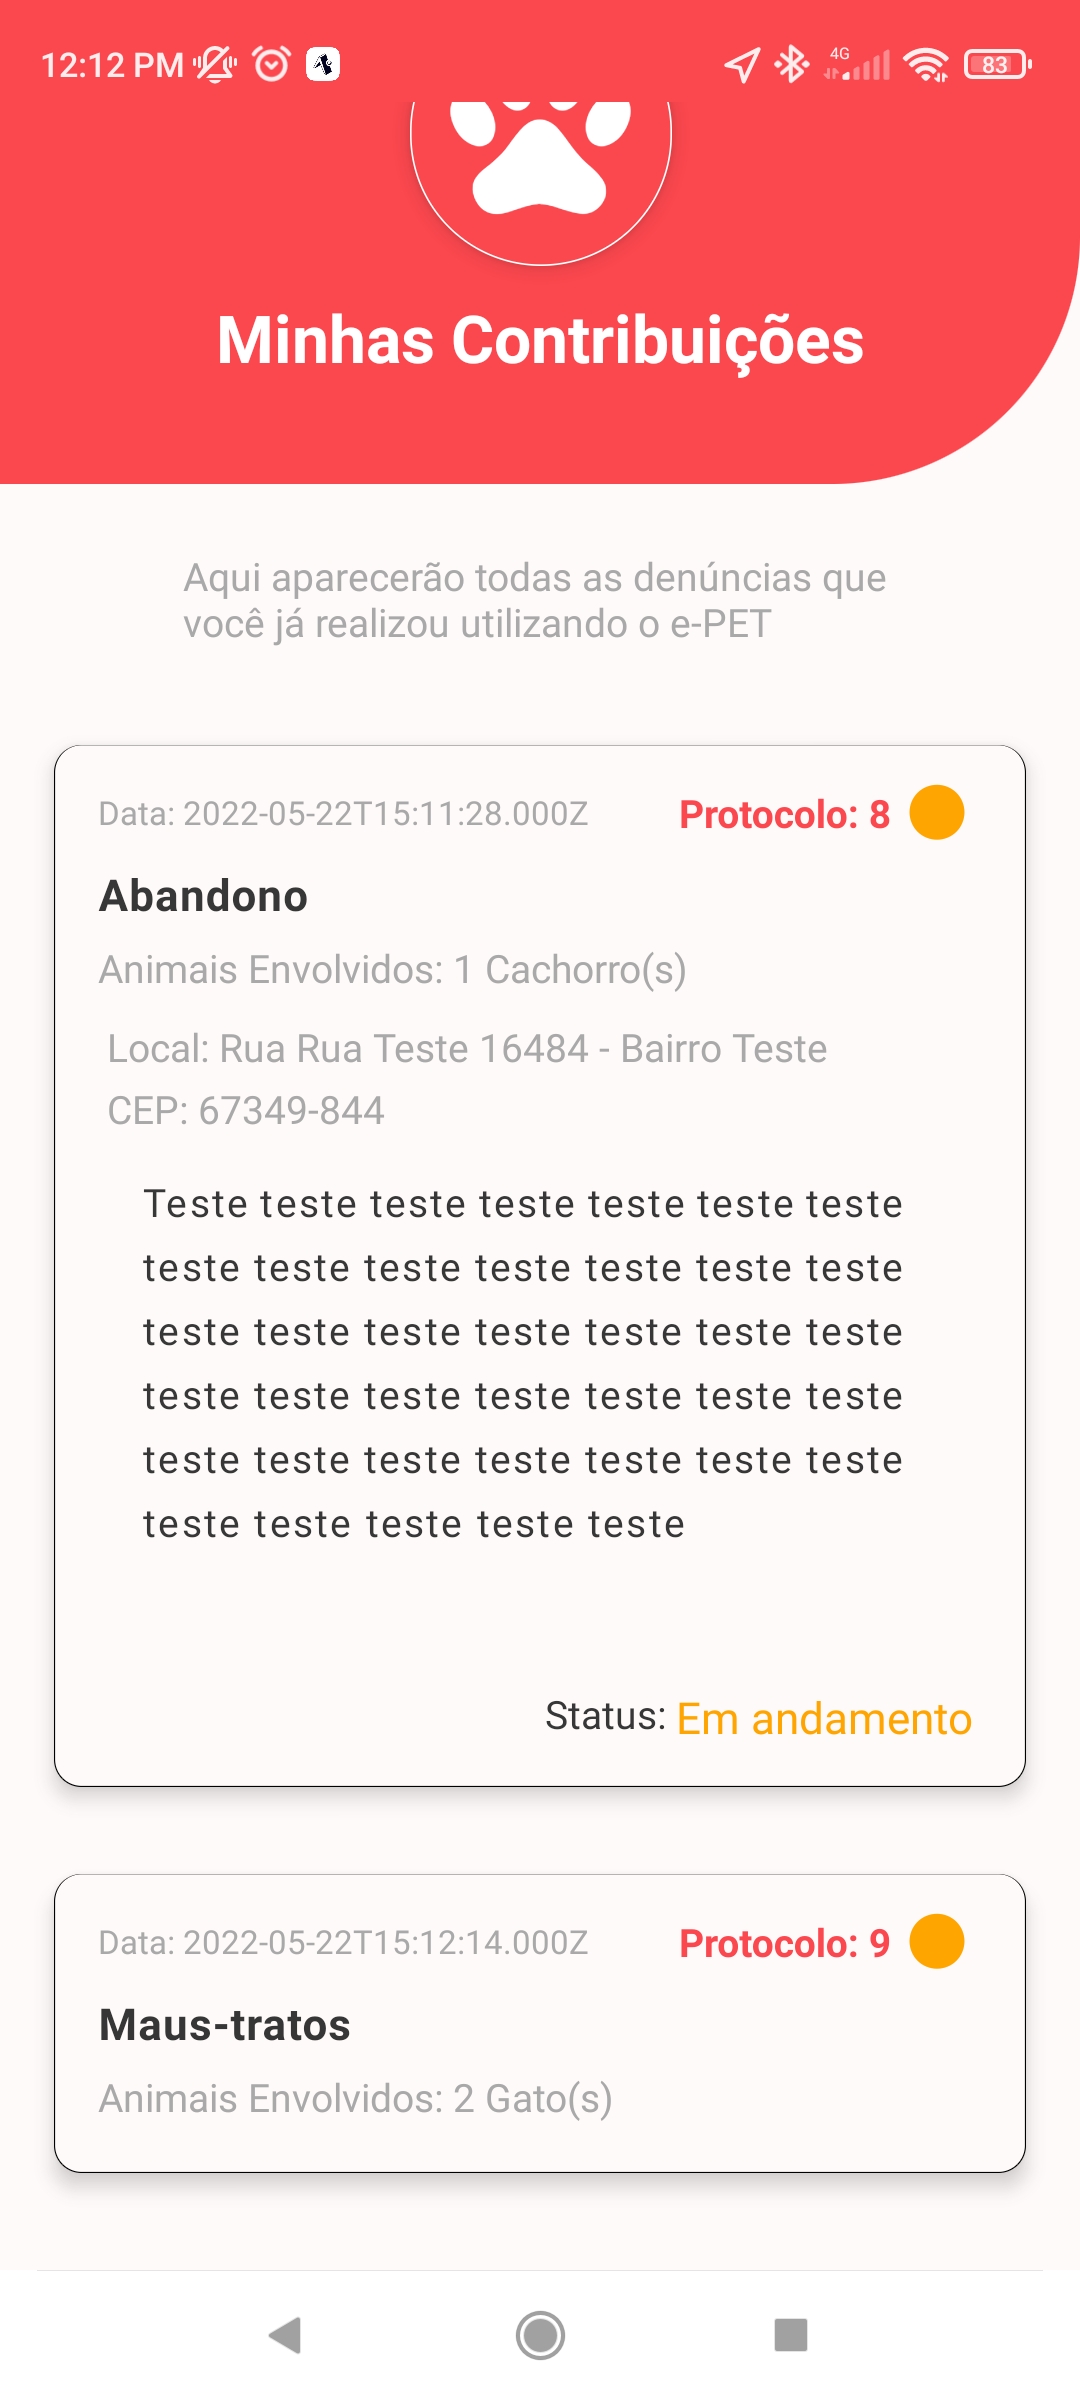 12:12 PM 4G 83
Minhas Contribuições
Aqui aparecerão todas as denúncias que
você já realizou utilizando o e-PET
Data: 2022-05-22T15:11:28.000Z Protocolo: 8
Abandono
Animais Envolvidos: 1 Cachorro(s)
Local: Rua Rua Teste 16484 - Bairro Teste
CEP: 67349-844
Teste teste teste teste teste teste teste
teste teste teste teste teste teste teste
teste teste teste teste teste teste teste
teste teste teste teste teste teste teste
teste teste teste teste teste teste teste
teste teste teste teste teste
Status: Em andamento
Data: 2022-05-22T15:12:14.000Z Protocolo: 9
Maus-tratos
Animais Envolvidos: 2 Gato(s)